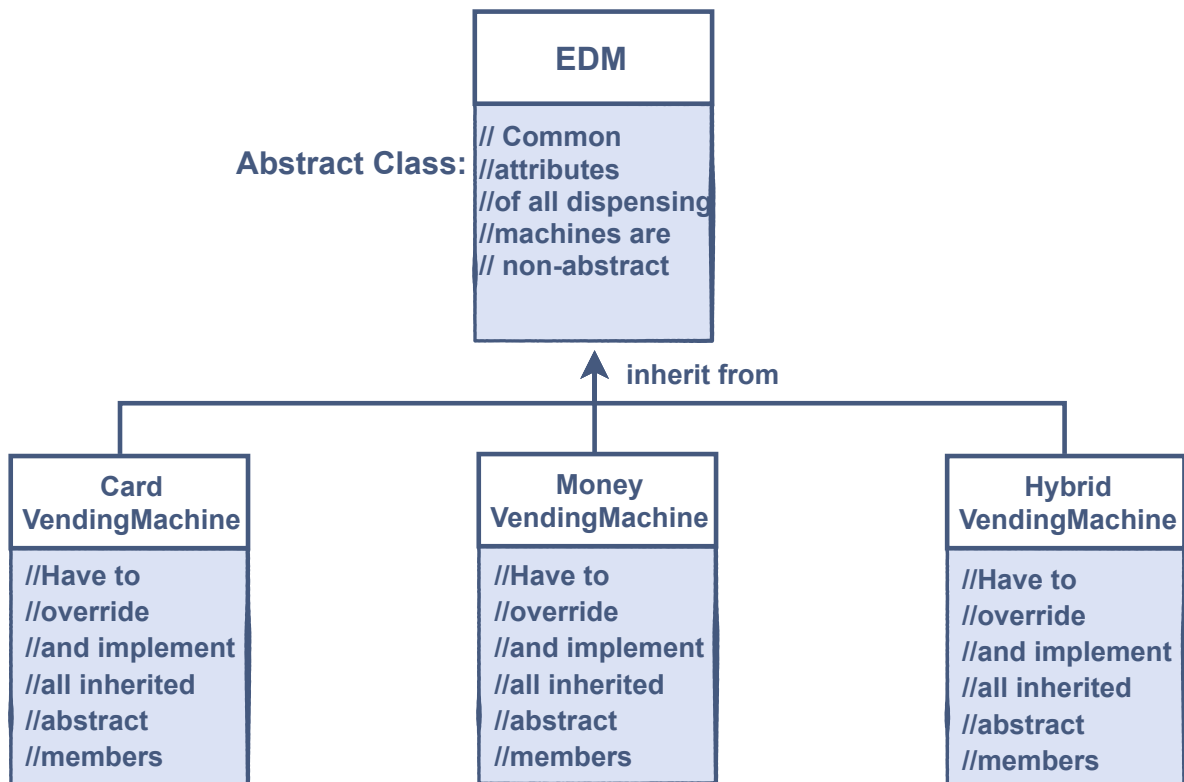 EDM
Abstract Class:
// Common
//attributes
//of all dispensing
//machines are
// non-abstract
inherit from
Card
VendingMachine
//Have to
//override
//and implement
//all inherited
//abstract
//members
Money
VendingMachine
//Have to
//override
//and implement
//all inherited
//abstract
//members
Hybrid
VendingMachine
//Have to
//override
//and implement
//all inherited
//abstract
//members